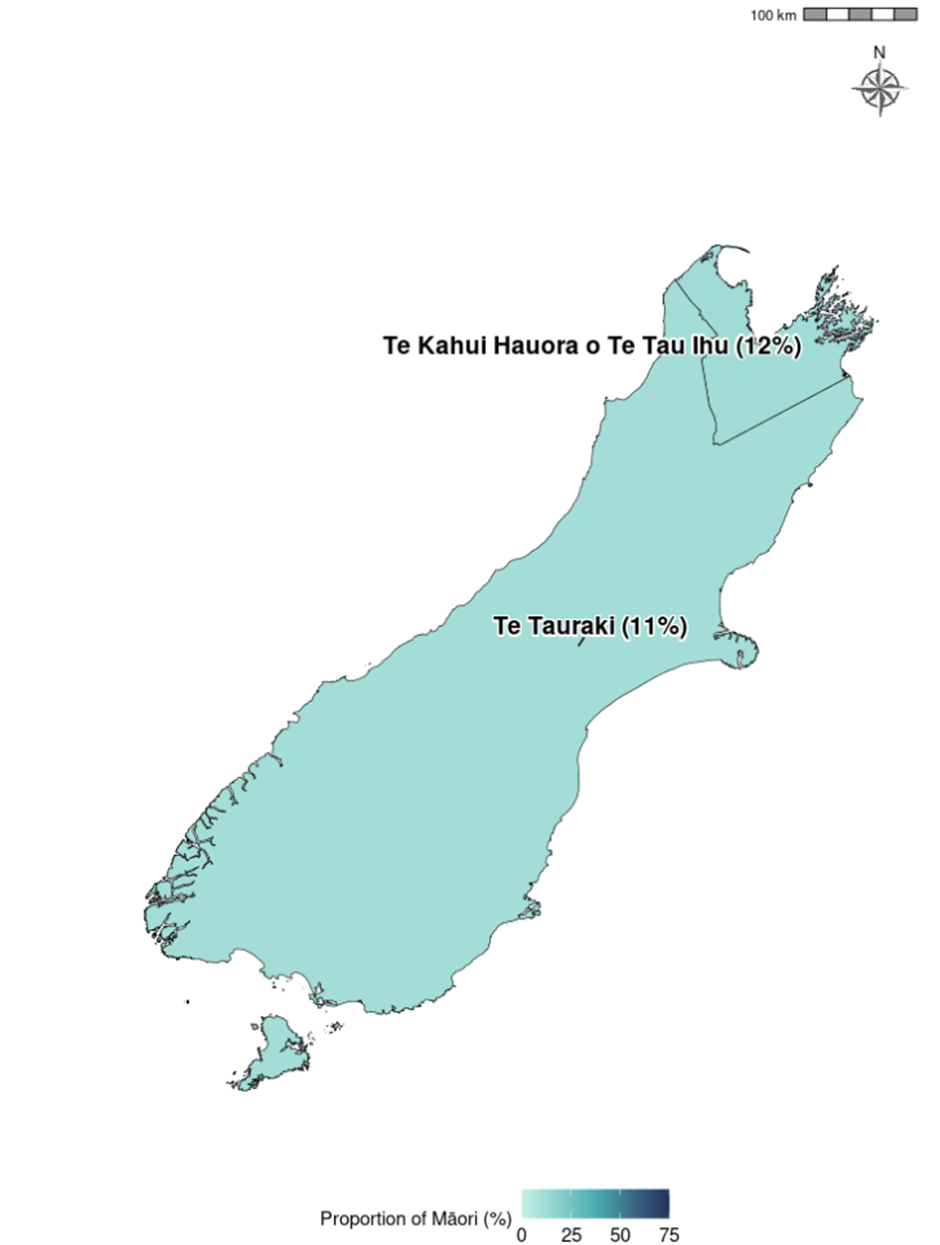 100 km
N
Te Kahui Hauora o Te Tau Ihu (12%)
Te Tauraki (11%)
Proportion of Māori (%)
0 25 50 75